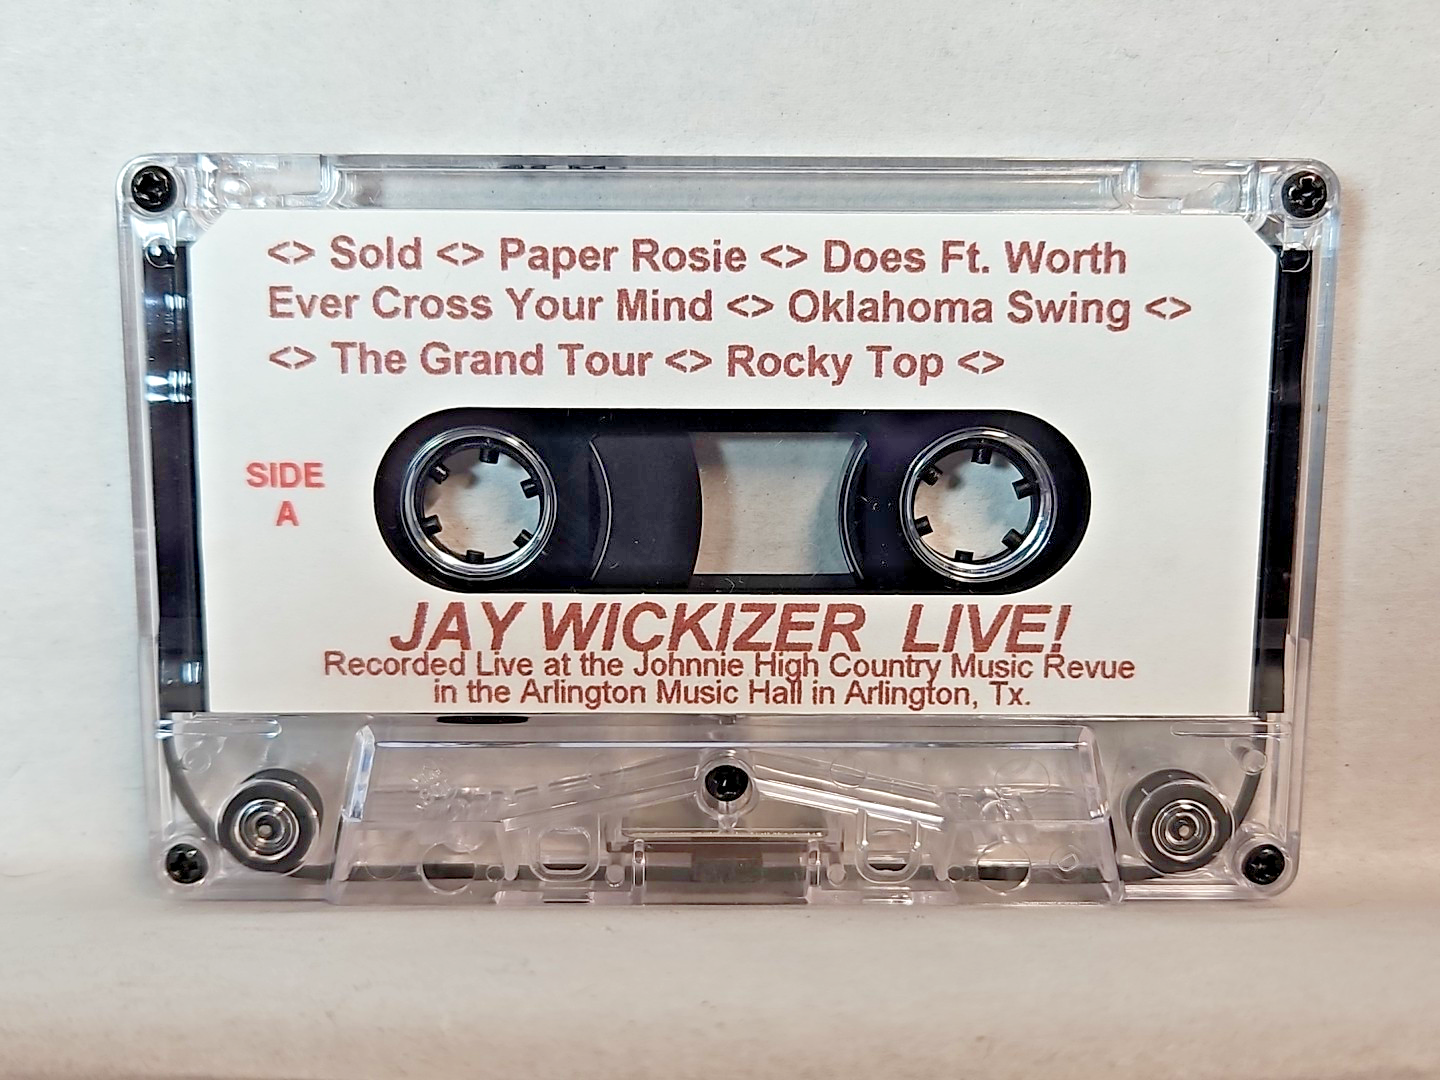 <> Sold <> Paper Rosie <> Does Ft. Worth
Ever Cross Your Mind <> Oklahoma Swing <>
<> The Grand Tour <> Rocky Top <>
SIDE
A
JAY WICKIZER LIVE!
Recorded Live at the Johnnie High Country Music Revue
in the Arlington Music Hall in Arlington, Tx.